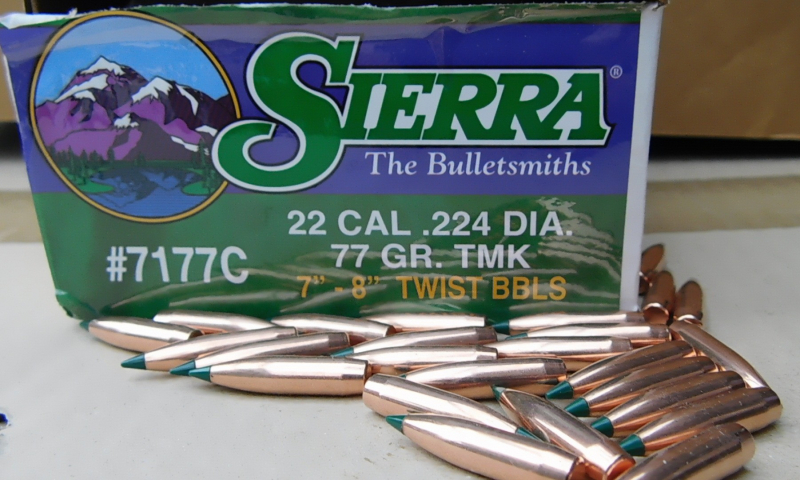 SIERRA®
The Bulletsmiths
22 CAL .224 DIA.
#7177C 77 GR. TMK
7” - 8” TWIST BBLS